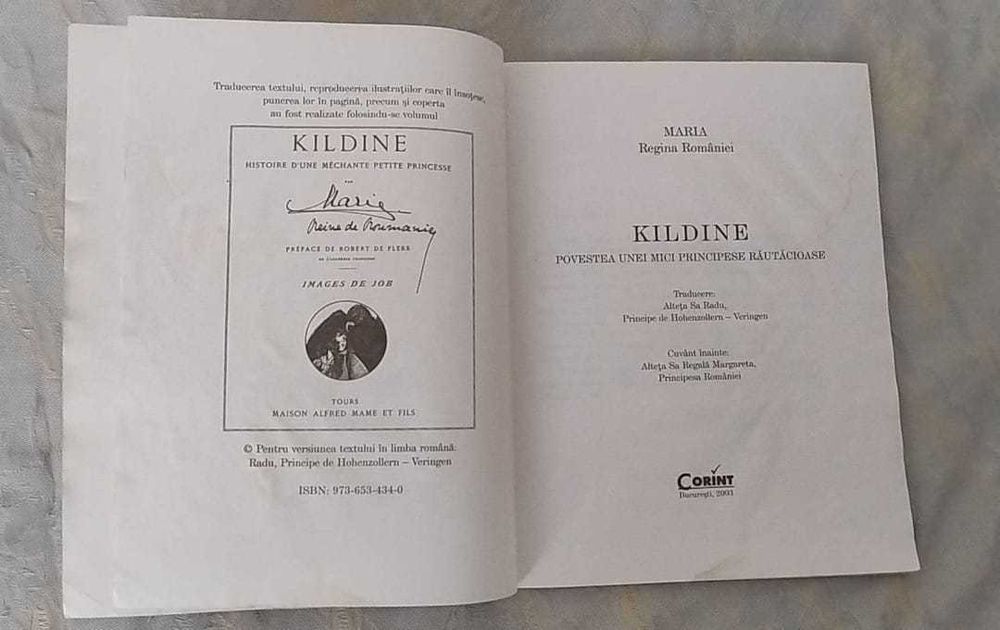 Traducerea textului, reproducerea ilustrațiilor care îl însoțesc,
punerea lor în pagină, precum și coperta
au fost realizate folosindu-se volumul
KILDINE
HISTOIRE D'UNE MÉCHANTE PETITE PRINCESSE
PAR
Marie
Reine de Roumanie
PRÉFACE DE ROBERT DE FLERS
DE L'ACADÉMIE FRANÇAISE
IMAGES DE JOB
TOURS
MAISON ALFRED MAME ET FILS
© Pentru versiunea textului în limba română:
Radu, Principe de Hohenzollern – Veringen
ISBN: 973-653-434-0
MARIA
Regina României
KILDINE
POVESTEA UNEI MICI PRINCIPESE RĂUTĂCIOASE
Traducere:
Alteța Sa Radu,
Principe de Hohenzollern – Veringen
Cuvânt înainte:
Alteța Sa Regală Margareta,
Principesa României
CORINT
București, 2003